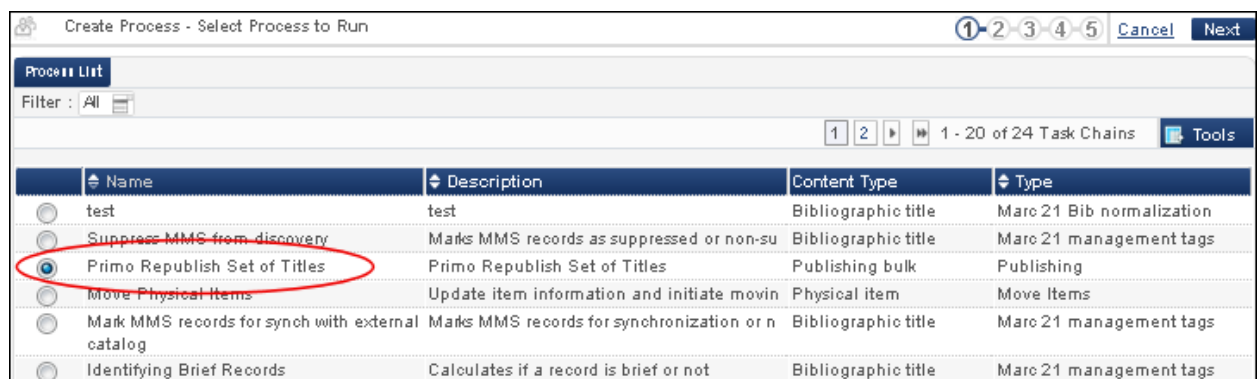 Create Process - Select Process to Run 1 2 3 4 5 Cancel Next
Process List
Filter : All
1 2 1 - 20 of 24 Task Chains Tools
Name Description Content Type Type
test test Bibliographic title Marc 21 Bib normalization
Suppress MMS from discovery Marks MMS records as suppressed or non-su Bibliographic title Marc 21 management tags
Primo Republish Set of Titles Primo Republish Set of Titles Publishing bulk Publishing
Move Physical Items Update item information and initiate movin Physical item Move Items
Mark MMS records for synch with external Marks MMS records for synchronization or n Bibliographic title Marc 21 management tags
catalog
Identifying Brief Records Calculates if a record is brief or not Bibliographic title Marc 21 management tags